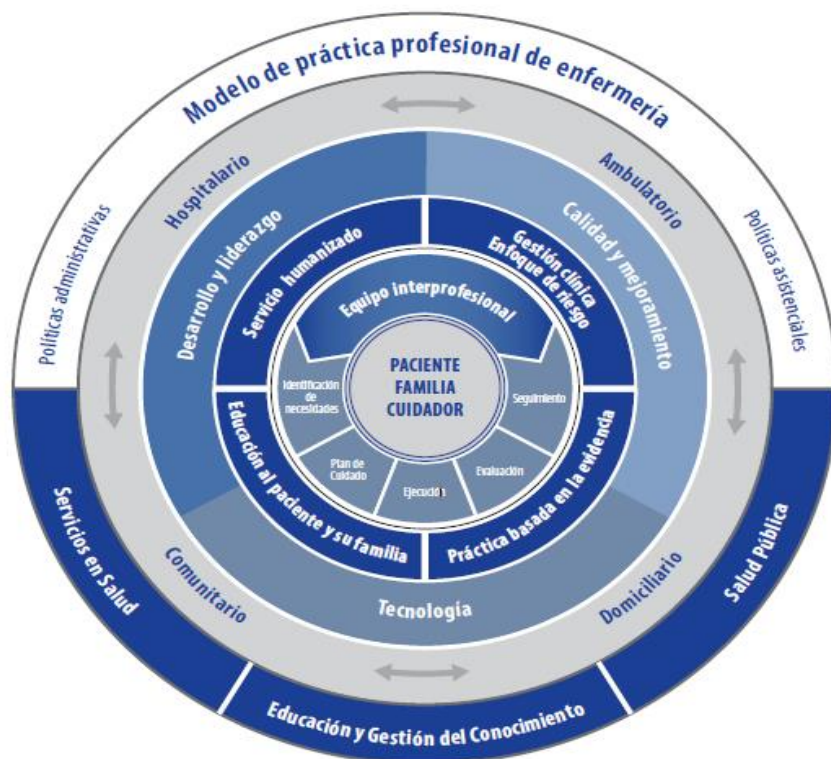 Modelo de práctica profesional de enfermería
Políticas administrativas
Políticas asistenciales
Hospitalario
Ambulatorio
Desarrollo y liderazgo
Calidad y mejoramiento
Servicio humanizado
Gestión clínica
Enfoque de riesgo
Equipo interprofesional
PACIENTE
FAMILIA
CUIDADOR
Identificación
de
necesidades
Seguimiento
Plan de
Cuidado
Ejecución
Evaluación
Educación al paciente y su familia
Práctica basada en la evidencia
Tecnología
Comunitario
Domiciliario
Servicios en Salud
Educación y Gestión del Conocimiento
Salud Pública